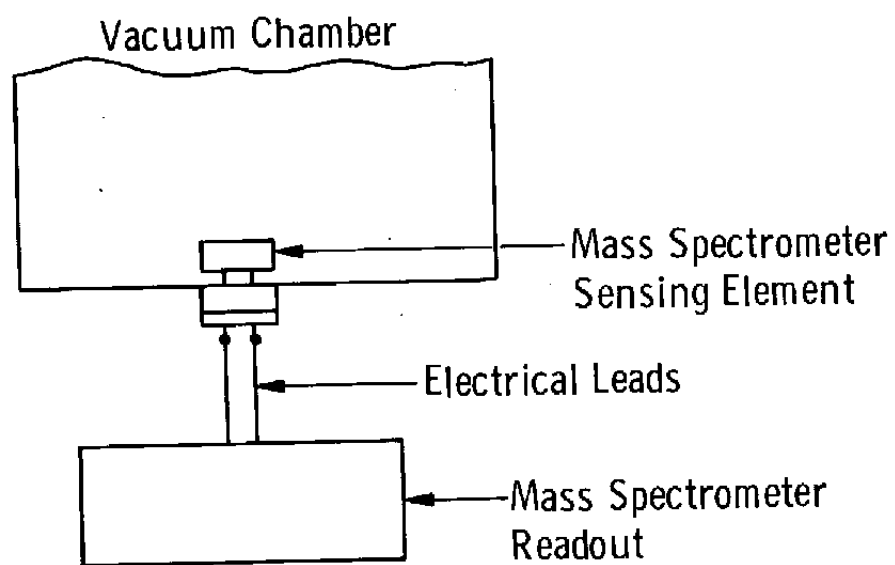 Vacuum Chamber
Mass Spectrometer
Sensing Element
Electrical Leads
Mass Spectrometer
Readout